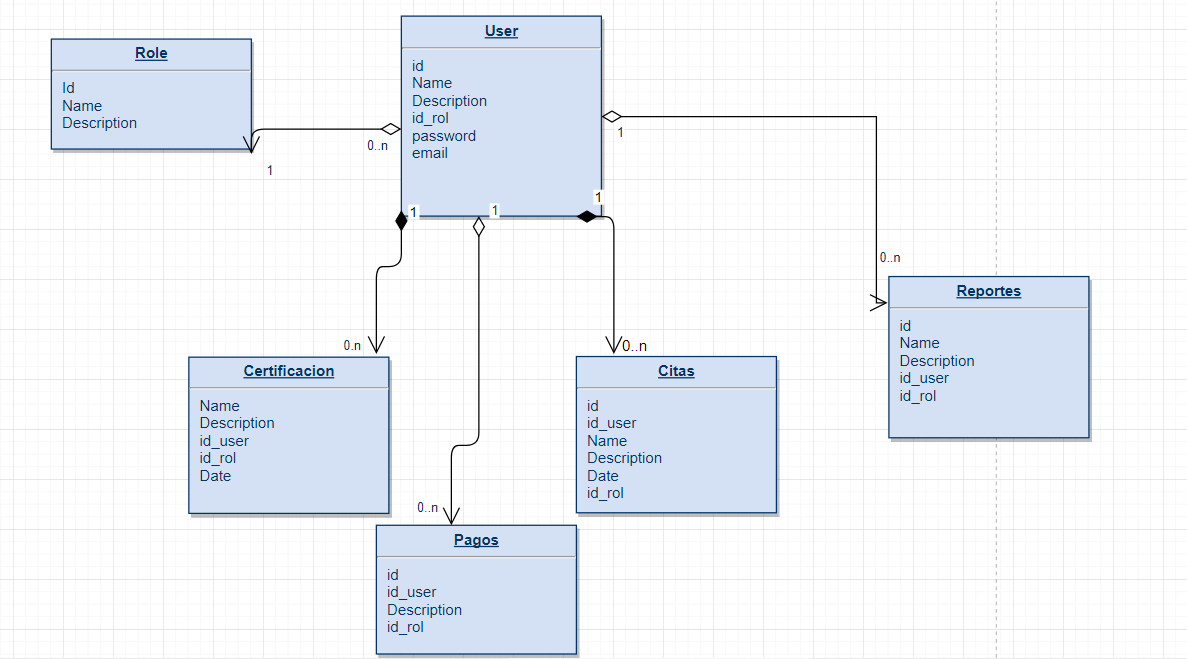 Role
Id
Name
Description
User
id
Name
Description
id_rol
password
email
0..n
1
1
1
1
1
0..n
0.n
0..n
0..n
Certificacion
Name
Description
id_user
id_rol
Date
Citas
id
id_user
Name
Description
Date
id_rol
Reportes
id
Name
Description
id_user
id_rol
Pagos
id
id_user
Description
id_rol